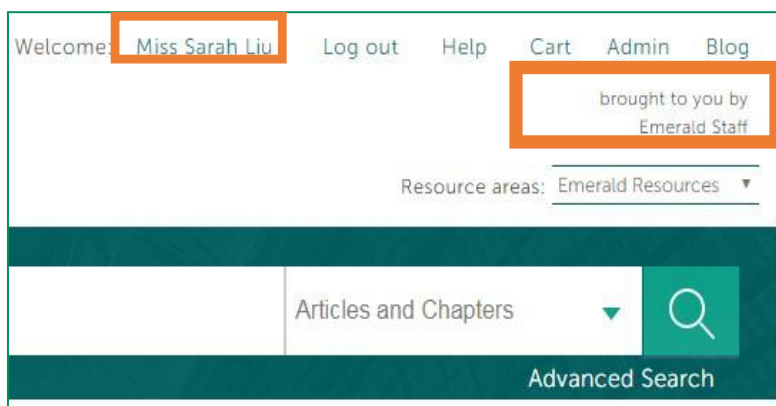 Welcome: Miss Sarah Liu Log out Help Cart Admin Blog
brought to you by
Emerald Staff
Resource areas: Emerald Resources
Articles and Chapters
Advanced Search